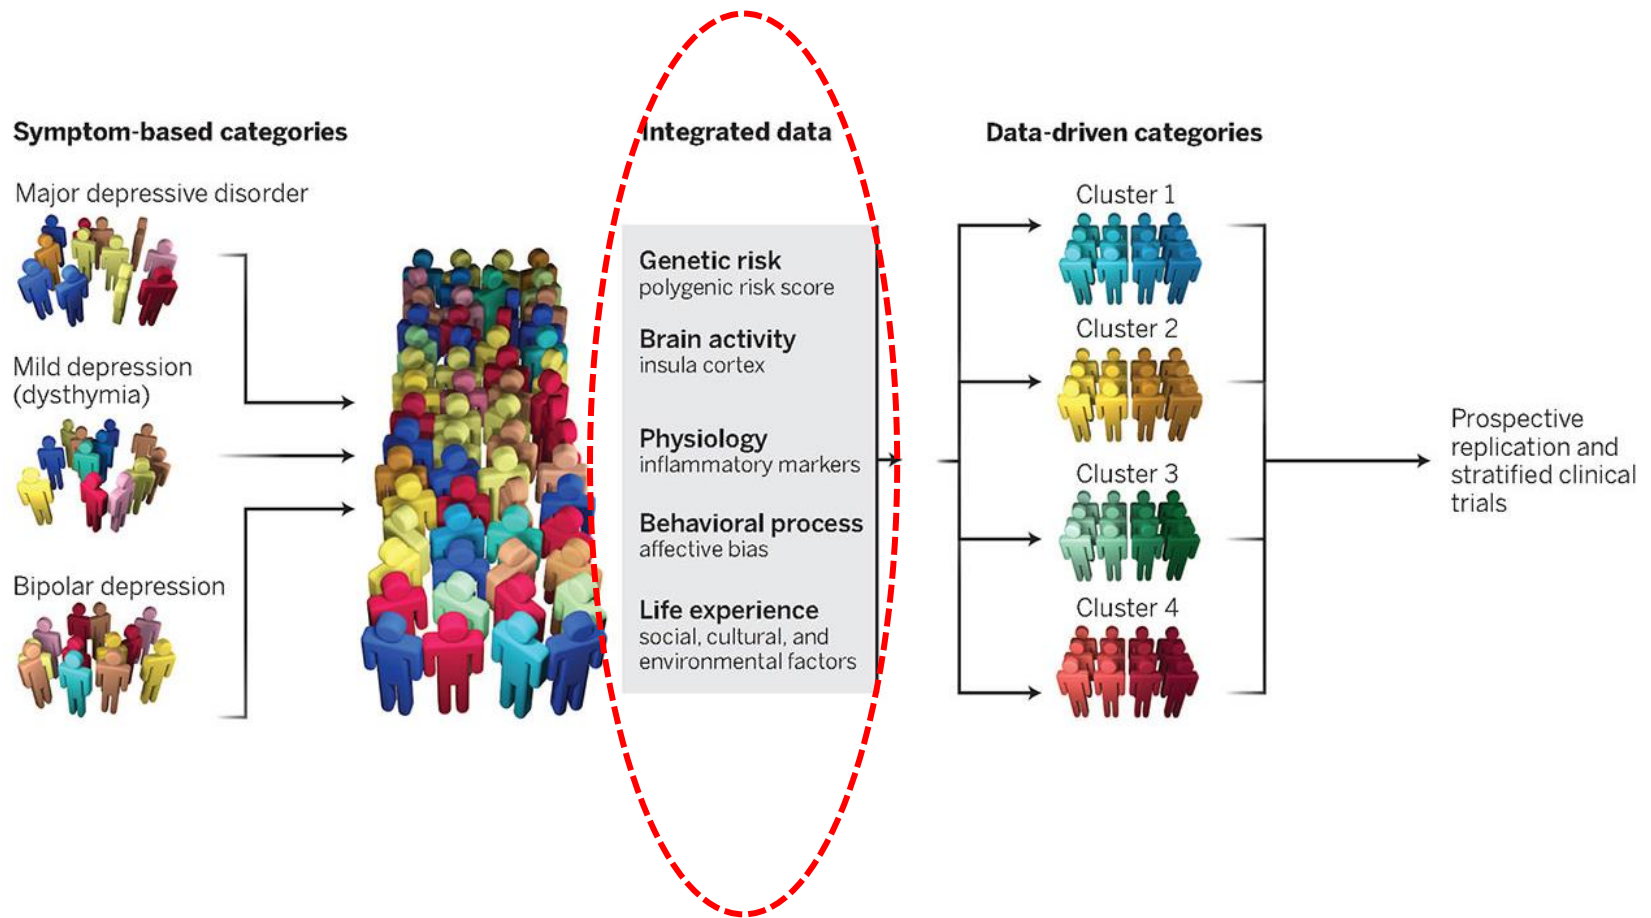 Symptom-based categories
Major depressive disorder
Mild depression
(dysthymia)
Bipolar depression
Integrated data
Genetic risk
polygenic risk score
Brain activity
insula cortex
Physiology
inflammatory markers
Behavioral process
affective bias
Life experience
social, cultural, and
environmental factors
Data-driven categories
Cluster 1
Cluster 2
Cluster 3
Cluster 4
Prospective
replication and
stratified clinical
trials